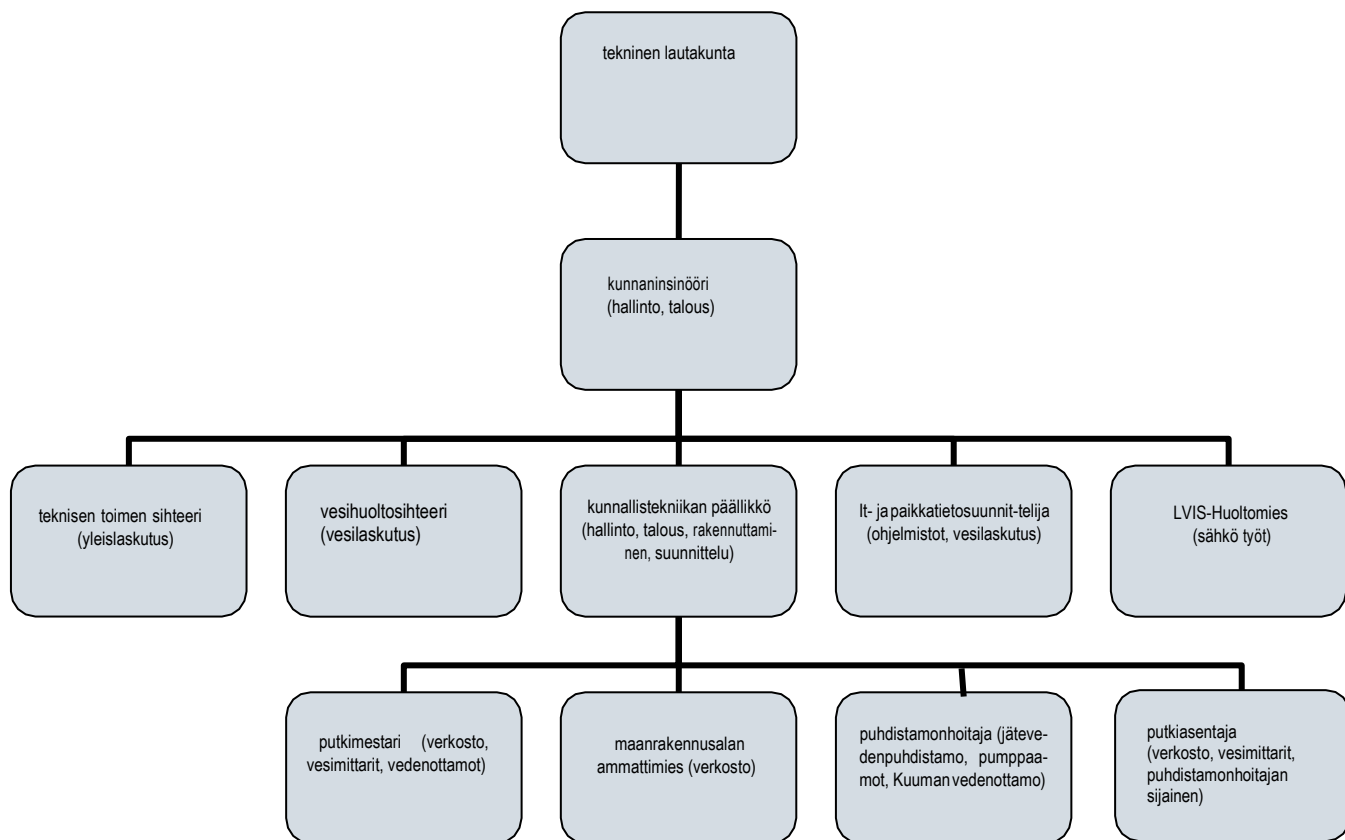 tekninen lautakunta
kunnaninsinööri
(hallinto, talous)
teknisen toimen sihteeri
(yleislaskutus)
vesihuoltosihteeri
(vesilaskutus)
kunnallistekniikan päällikkö
(hallinto, talous, rakennuttami-
nen, suunnittelu)
It- ja paikkatietosuunnit-telija
(ohjelmistot, vesilaskutus)
LVIS-Huoltomies
(sähkö työt)
putkimestari (verkosto,
vesimittarit, vedenottamot)
maanrakennusalan
ammattimies (verkosto)
puhdistamonhoitaja (jäteve-
denpuhdistamo, pumppaa-
mot, Kuuman vedenottamo)
putkiasentaja
(verkosto, vesimittarit,
puhdistamonhoitajan
sijainen)